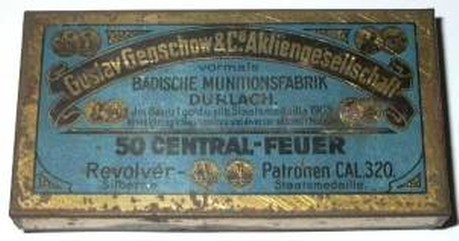 Gustav Genschow & Co Aktiengesellschaft
vormals
BADISCHE MUNITIONSFABRIK
DURLACH.
50 CENTRAL-FEUER
Revolver- Patronen CAL.320.
Silberne Staatsmedaille.